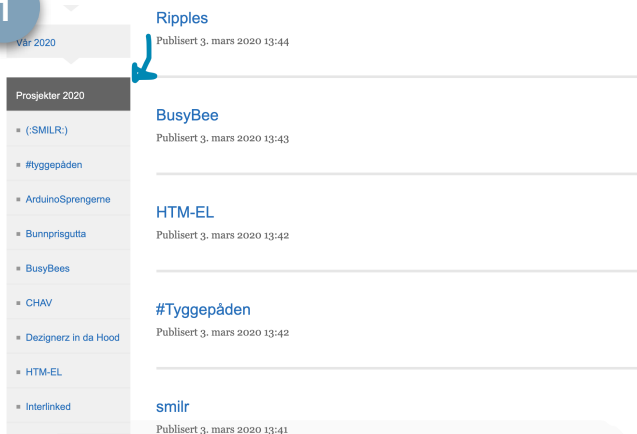 1
Vår 2020
Prosjekter 2020
(:SMILR:)
#tyggepåden
ArduinoSprengerne
Bunnprisgutta
BusyBees
CHAV
Dezignerz in da Hood
HTM-EL
Interlinked
Ripples
Publisert 3. mars 2020 13:44
BusyBee
Publisert 3. mars 2020 13:43
HTM-EL
Publisert 3. mars 2020 13:42
#Tyggepåden
Publisert 3. mars 2020 13:42
smilr
Publisert 3. mars 2020 13:41